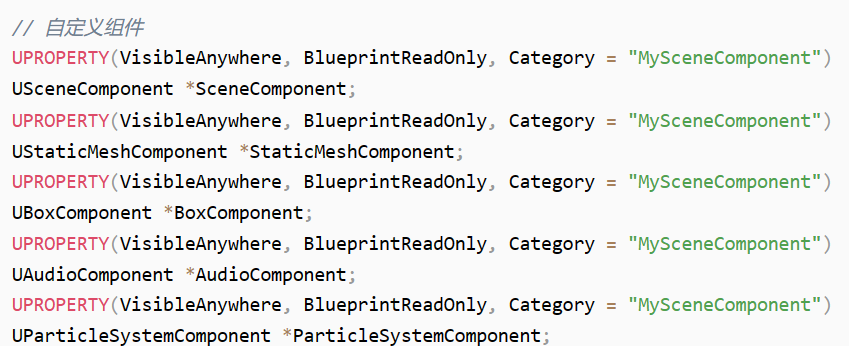 // 自定义组件
UPROPERTY(VisibleAnywhere, BlueprintReadOnly, Category = "MySceneComponent")
USceneComponent *SceneComponent;
UPROPERTY(VisibleAnywhere, BlueprintReadOnly, Category = "MySceneComponent")
UStaticMeshComponent *StaticMeshComponent;
UPROPERTY(VisibleAnywhere, BlueprintReadOnly, Category = "MySceneComponent")
UBoxComponent *BoxComponent;
UPROPERTY(VisibleAnywhere, BlueprintReadOnly, Category = "MySceneComponent")
UAudioComponent *AudioComponent;
UPROPERTY(VisibleAnywhere, BlueprintReadOnly, Category = "MySceneComponent")
UParticleSystemComponent *ParticleSystemComponent;